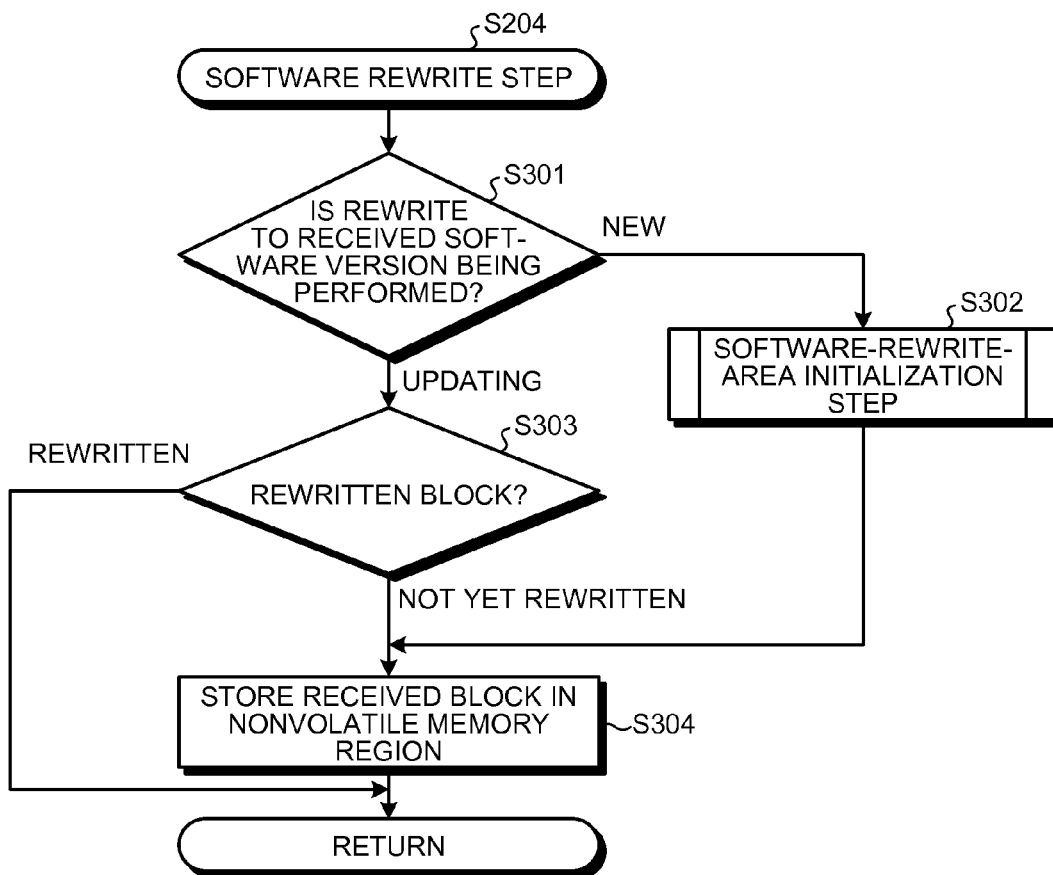 S204
SOFTWARE REWRITE STEP
S301
IS REWRITE
TO RECEIVED SOFT-
WARE VERSION BEING
PERFORMED?
NEW
S302
SOFTWARE-REWRITE-
AREA INITIALIZATION
STEP
UPDATING
S303
REWRITTEN
REWRITTEN BLOCK?
NOT YET REWRITTEN
STORE RECEIVED BLOCK IN
NONVOLATILE MEMORY
REGION
S304
RETURN